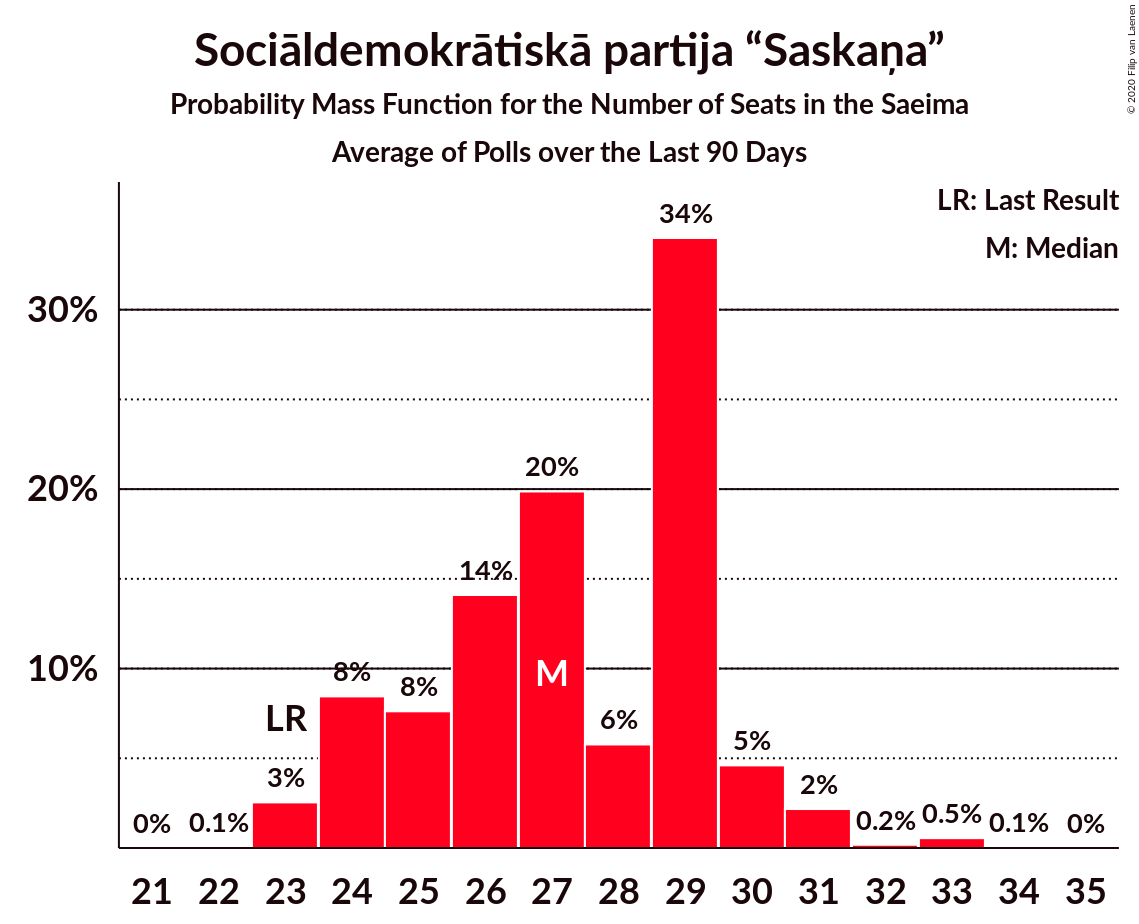 Sociāldemokrātiskā partija “Saskaņa”
Probability Mass Function for the Number of Seats in the Saeima
Average of Polls over the Last 90 Days
© 2020 Filip van Laenen
LR: Last Result
M: Median
30%
20%
10%
0%
0.1%
3%
LR
8%
8%
14%
20%
M
6%
34%
5%
2%
0.2%
0.5%
0.1%
0%
21 22 23 24 25 26 27 28 29 30 31 32 33 34 35